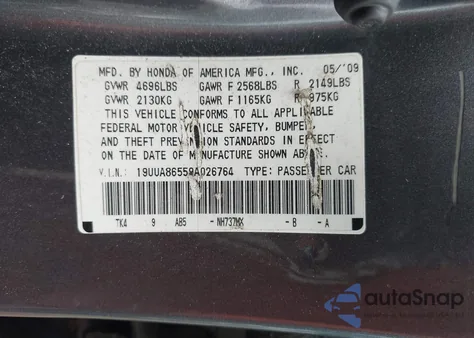 MFD. BY HONDA OF AMERICA MFG., INC. 05/'09
GVWR 4696LBS GAWR F 2568LBS R 2149LBS
GVWR 2130KG GAWR F 1165KG R 975KG
THIS VEHICLE CONFORMS TO ALL APPLICABLE
FEDERAL MOTOR VEHICLE SAFETY, BUMPER
AND THEFT PREVENTION STANDARDS IN EFFECT
ON THE DATE OF MANUFACTURE SHOWN ABOVE.
V.I.N: 19UUA86559A026764 TYPE: PASSENGER CAR
TK4 9 AB5 -NH737MX -B -A
autoSnap